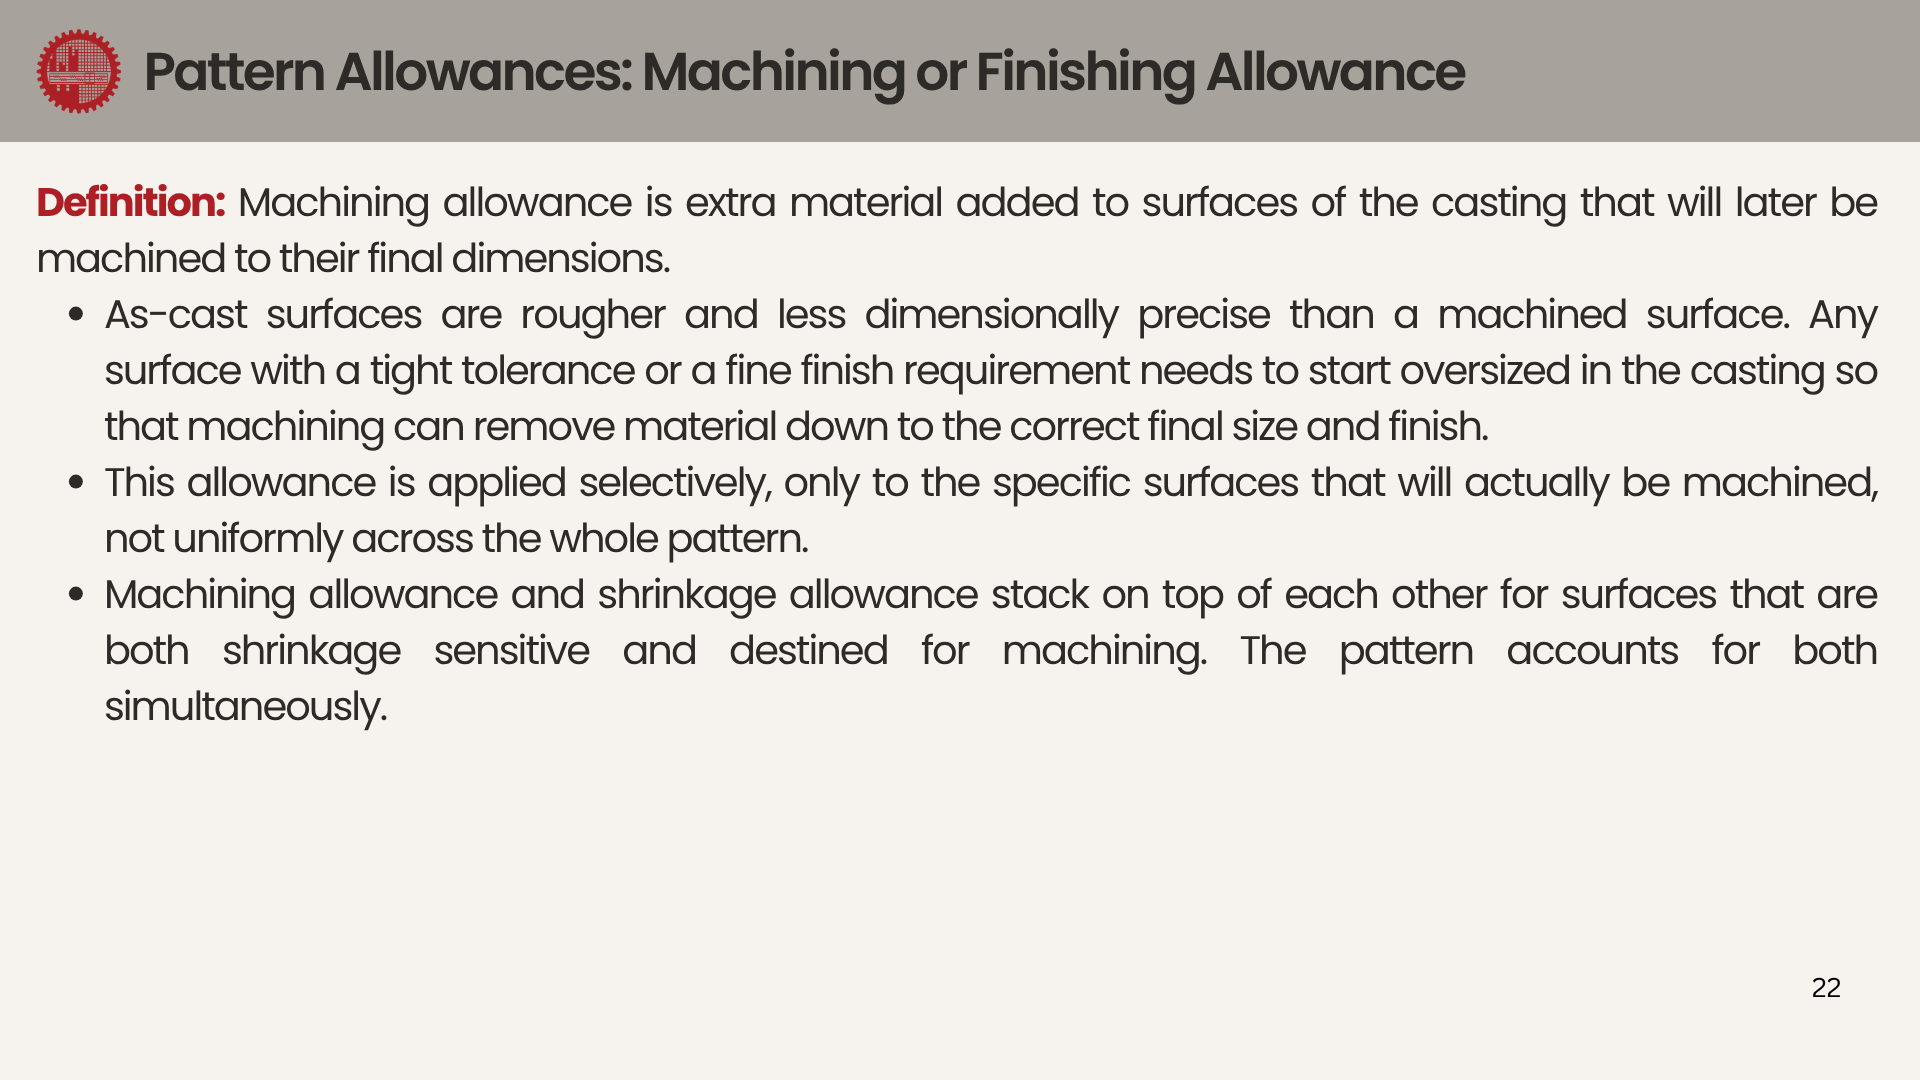 Pattern Allowances: Machining or Finishing Allowance
Definition: Machining allowance is extra material added to surfaces of the casting that will later be
machined to their final dimensions.
• As-cast surfaces are rougher and less dimensionally precise than a machined surface. Any
surface with a tight tolerance or a fine finish requirement needs to start oversized in the casting so
that machining can remove material down to the correct final size and finish.
• This allowance is applied selectively, only to the specific surfaces that will actually be machined,
not uniformly across the whole pattern.
• Machining allowance and shrinkage allowance stack on top of each other for surfaces that are
both shrinkage sensitive and destined for machining. The pattern accounts for both
simultaneously.
22